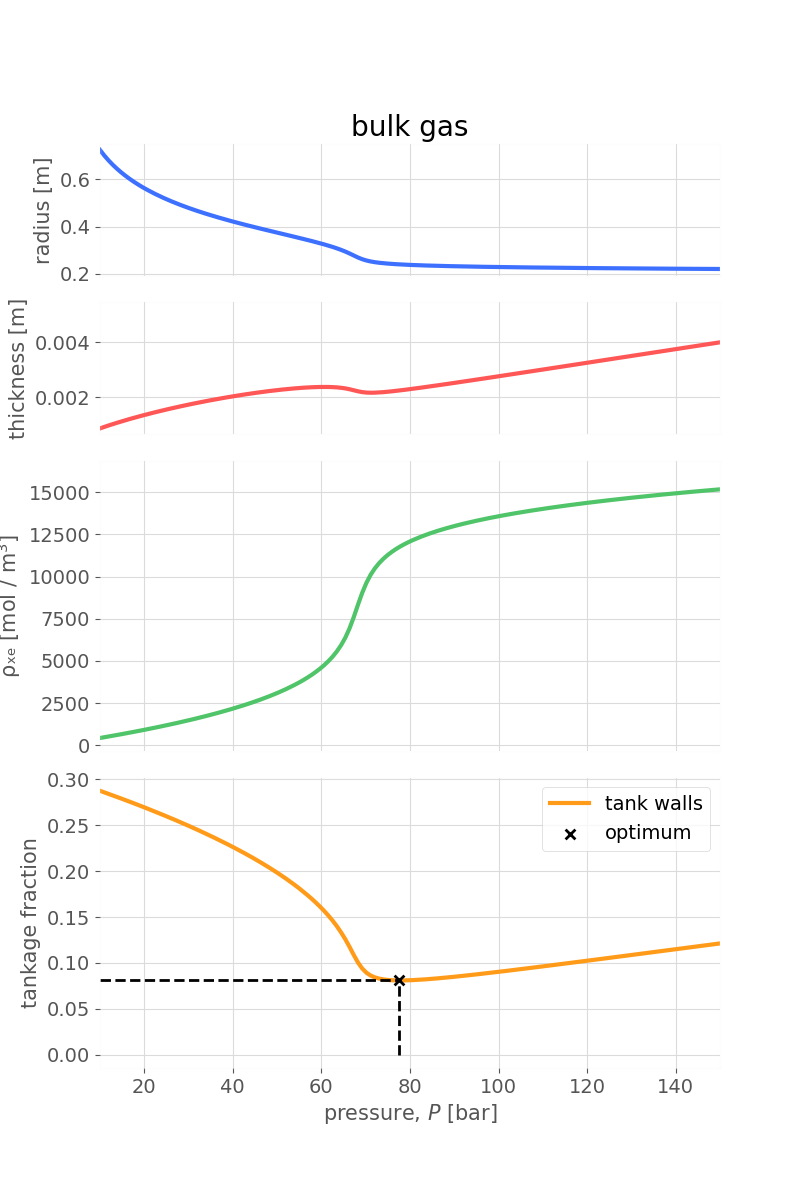 bulk gas
radius [m]
0.6
0.4
0.2
thickness [m]
0.004
0.002
ρₓₑ [mol / m³]
15000
12500
10000
7500
5000
2500
0
tankage fraction
0.30
0.25
0.20
0.15
0.10
0.05
0.00
tank walls
optimum
20 40 60 80 100 120 140
pressure, P [bar]